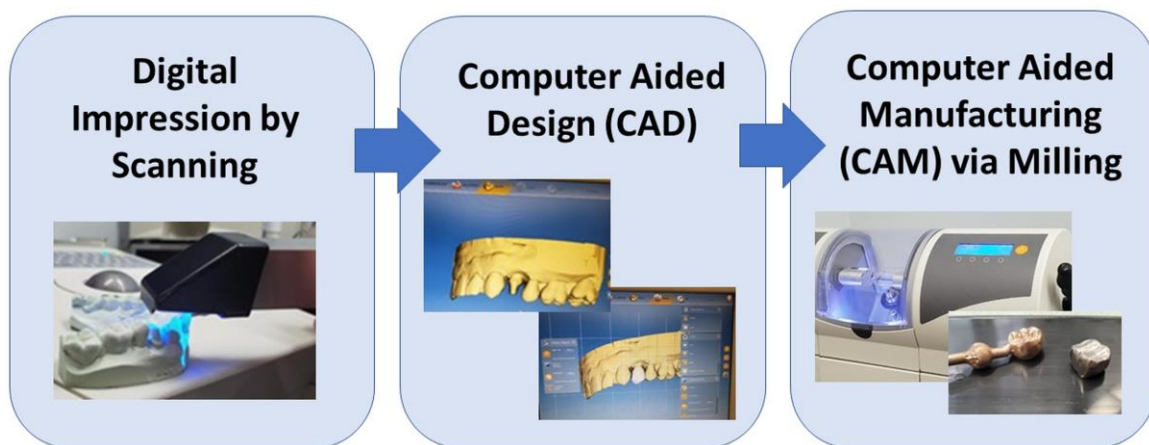 Digital
Impression by
Scanning
Computer Aided
Design (CAD)
Computer Aided
Manufacturing
(CAM) via Milling